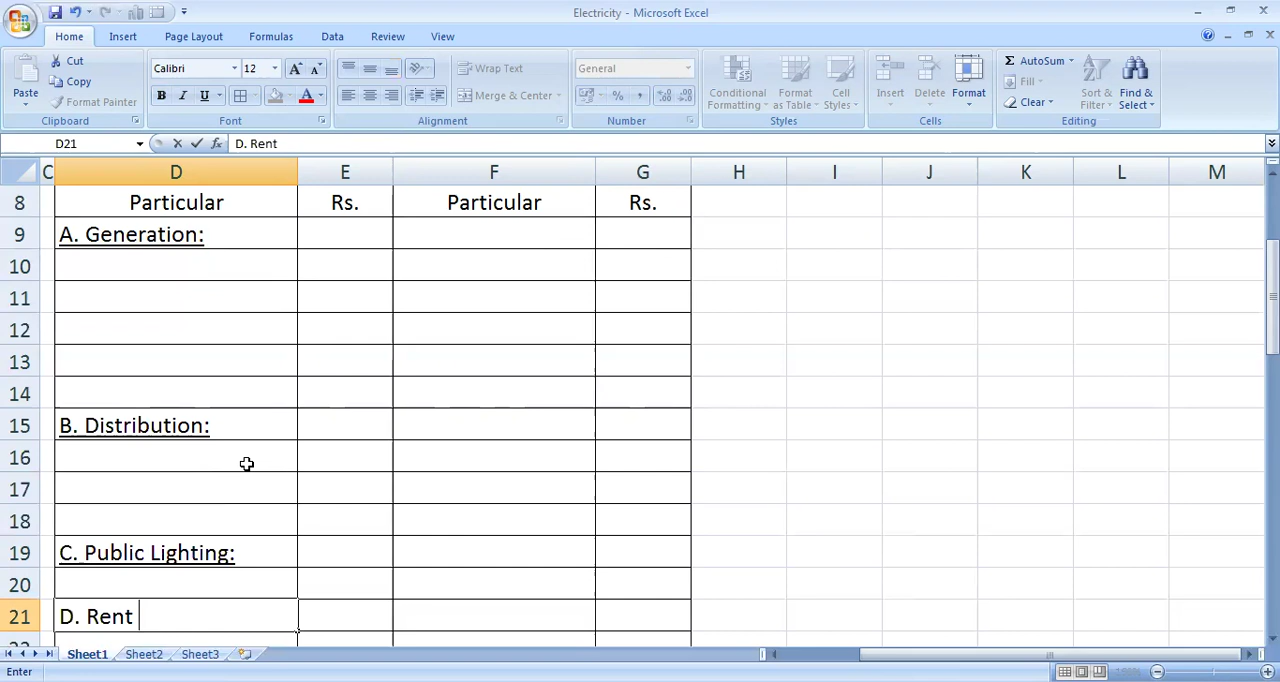 Electricity - Microsoft Excel
Home Insert Page Layout Formulas Data Review View
Paste
Cut
Copy
Format Painter
Clipboard
Calibri 12
B I U
Font
Wrap Text
Merge & Center
Alignment
General
Number
Conditional Formatting
Format as Table
Cell Styles
Styles
Insert
Delete
Format
Cells
AutoSum
Fill
Clear
Sort & Filter
Find & Select
Editing
D21
D. Rent
C D E F G H I J K L M
8 Particular Rs. Particular Rs.
9 A. Generation:
10
11
12
13
14
15 B. Distribution:
16
17
18
19 C. Public Lighting:
20
21 D. Rent
22
Sheet1 Sheet2 Sheet3
Enter